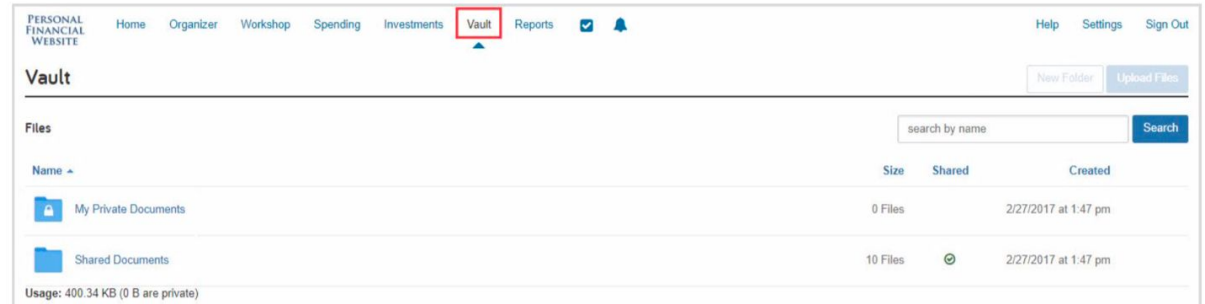 PERSONAL
FINANCIAL
WEBSITE
Home Organizer Workshop Spending Investments Vault Reports Help Settings Sign Out
Vault New Folder Upload Files
Files search by name Search
Name Size Shared Created
My Private Documents 0 Files 2/27/2017 at 1:47 pm
Shared Documents 10 Files 2/27/2017 at 1:47 pm
Usage: 400.34 KB (0 B are private)